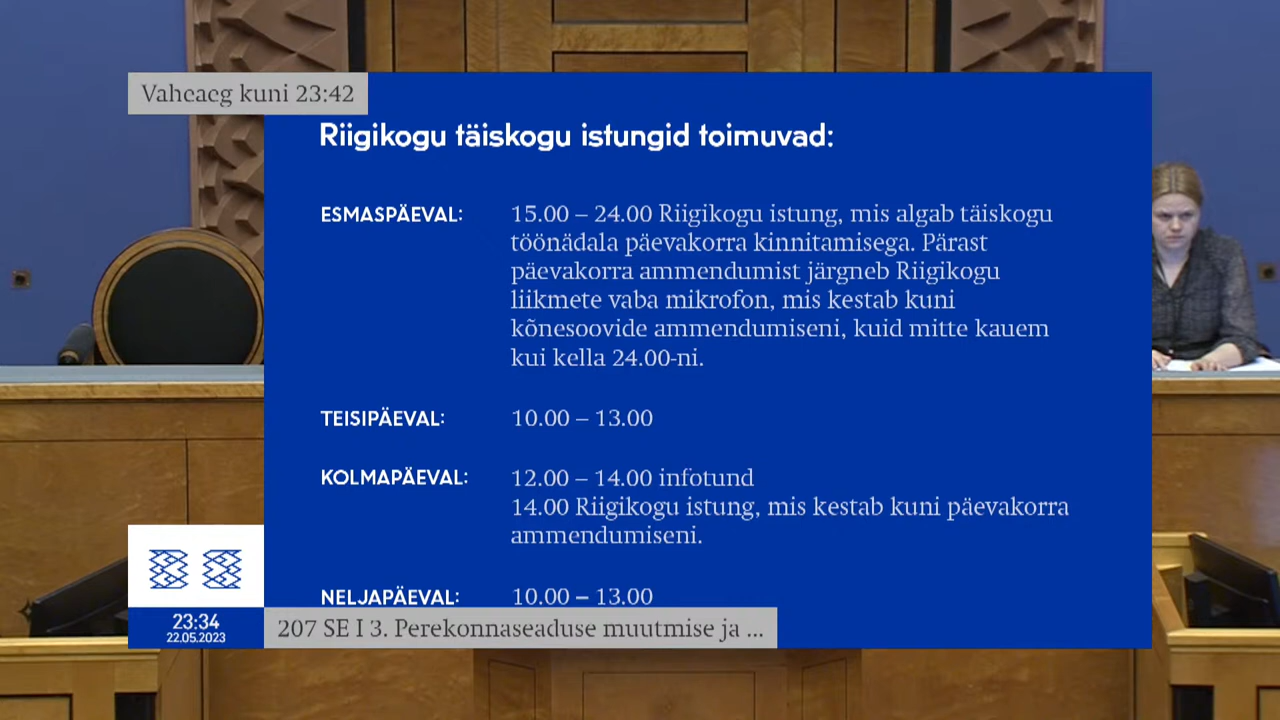 Vaheaeg kuni 23:42
Riigikogu täiskogu istungid toimuvad:
ESMASPÄEVAL:
15.00 – 24.00 Riigikogu istung, mis algab täiskogu
töönädala päevakorra kinnitamisega. Pärast
päevakorra ammendumist järgneb Riigikogu
liikmete vaba mikrofon, mis kestab kuni
kõnesoovide ammendumiseni, kuid mitte kauem
kui kella 24.00-ni.
TEISIPÄEVAL:
10.00 – 13.00
KOLMAPÄEVAL:
12.00 – 14.00 infotund
14.00 Riigikogu istung, mis kestab kuni päevakorra
ammendumiseni.
NELJAPÄEVAL:
10.00 – 13.00
23:34
22.05.2023
207 SE I 3. Perekonnaseaduse muutmise ja ...